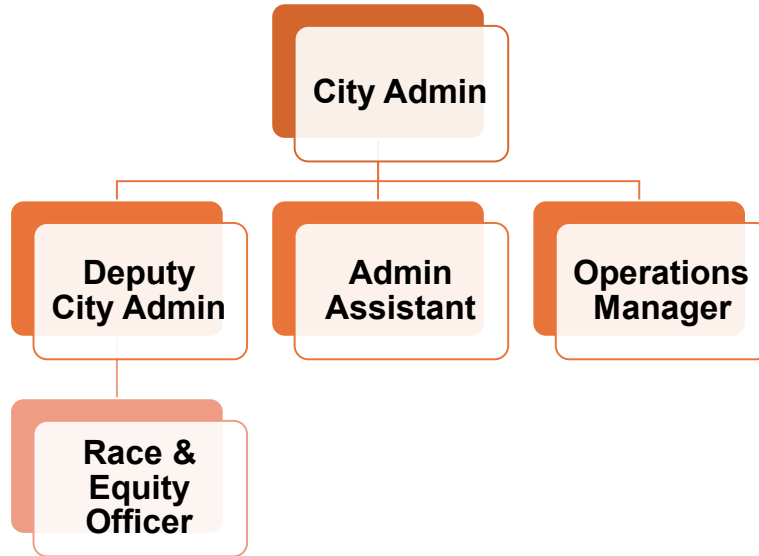 City Admin
Deputy
City Admin
Admin
Assistant
Operations
Manager
Race &
Equity
Officer